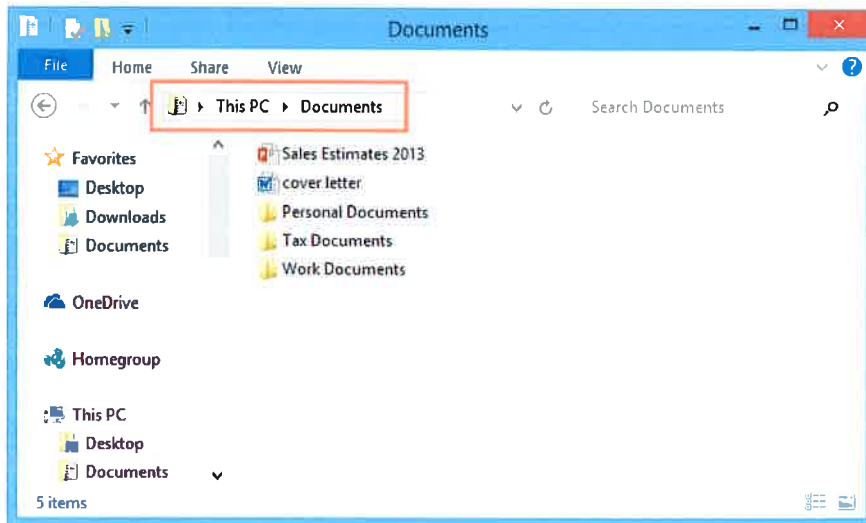 Documents
File Home Share View
This PC Documents Search Documents
Favorites
Desktop
Downloads
Documents
OneDrive
Homegroup
This PC
Desktop
Documents
Sales Estimates 2013
cover letter
Personal Documents
Tax Documents
Work Documents
5 items